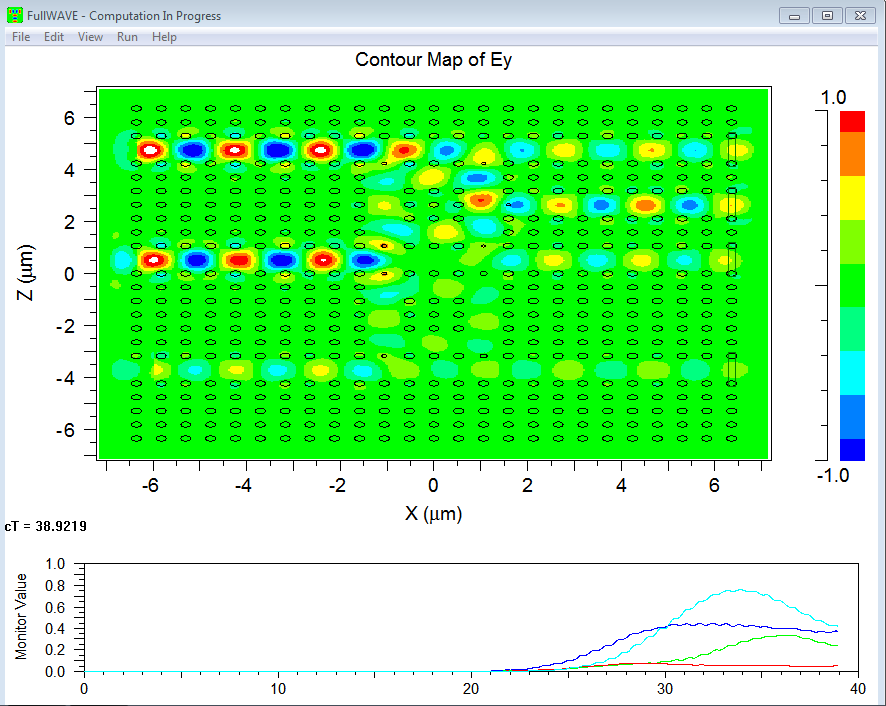 FullWAVE - Computation In Progress
File Edit View Run Help
Contour Map of Ey
1.0
6
4
2
0
-2
-4
-6
Z (μm)
-1.0
-6 -4 -2 0 2 4 6
X (μm)
cT = 38.9219
1.0
0.8
0.6
0.4
0.2
0.0
Monitor Value
0 10 20 30 40